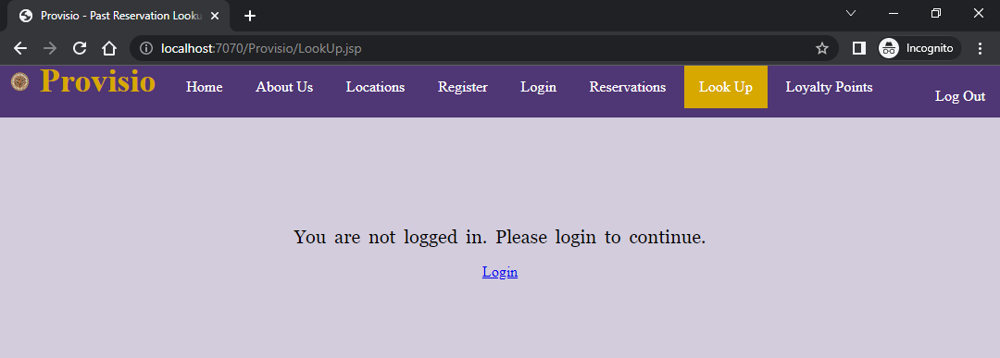 Provisio - Past Reservation Looku
localhost:7070/Provisio/LookUp.jsp
Incognito
Provisio Home About Us Locations Register Login Reservations Look Up Loyalty Points Log Out
You are not logged in. Please login to continue.
Login